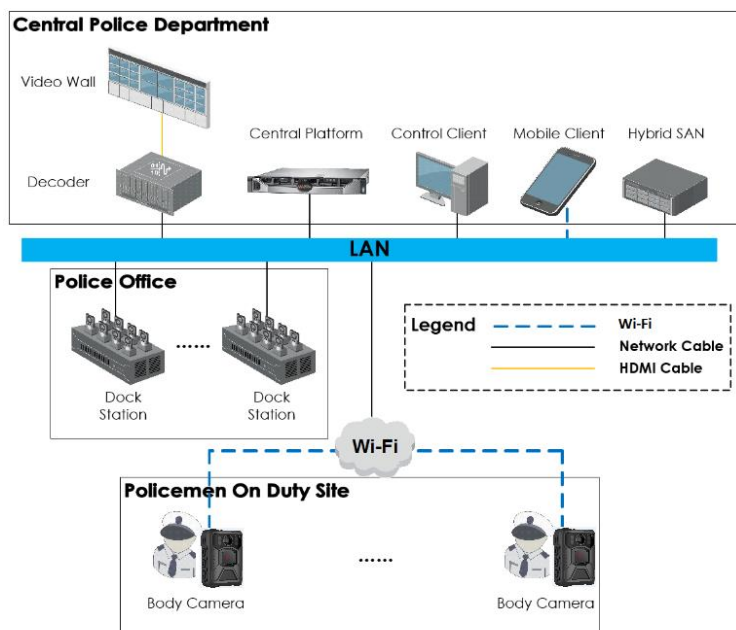 Central Police Department
Video Wall
Decoder
Central Platform
Control Client
Mobile Client
Hybrid SAN
LAN
Police Office
Dock
Station
......
Dock
Station
Legend
Wi-Fi
Network Cable
HDMI Cable
Wi-Fi
Policemen On Duty Site
Body Camera
......
Body Camera